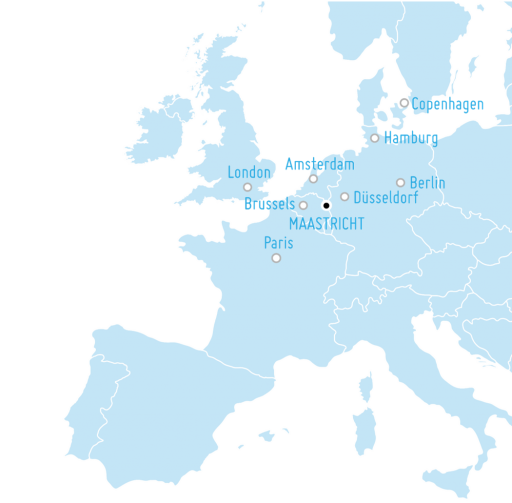 Copenhagen
Hamburg
Amsterdam
London
Berlin
Düsseldorf
Brussels
MAASTRICHT
Paris